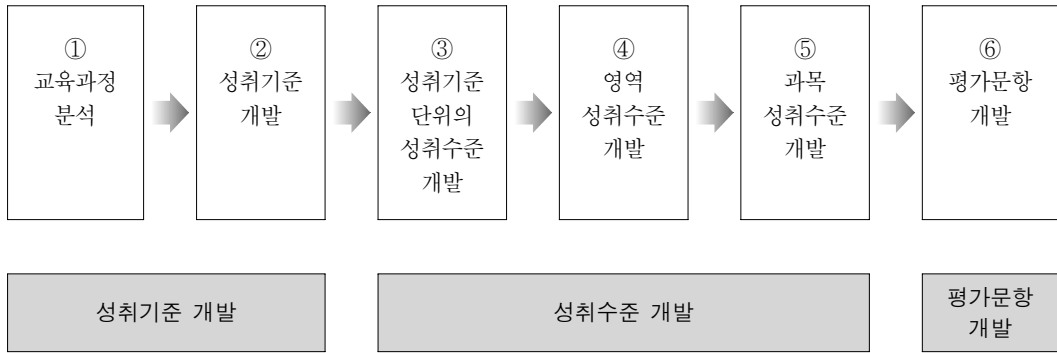 ①
교육과정
분석
②
성취기준
개발
③
성취기준
단위의
성취수준
개발
④
영역
성취수준
개발
⑤
과목
성취수준
개발
⑥
평가문항
개발
성취기준 개발
성취수준 개발
평가문항
개발